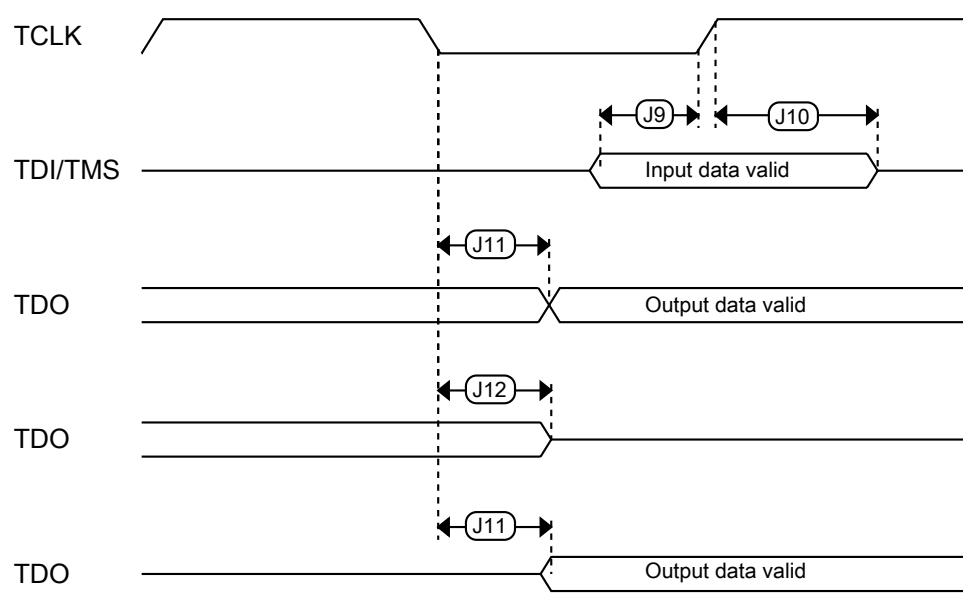 TCLK
J9
J10
TDI/TMS
Input data valid
J11
TDO
Output data valid
J12
TDO
J11
TDO
Output data valid